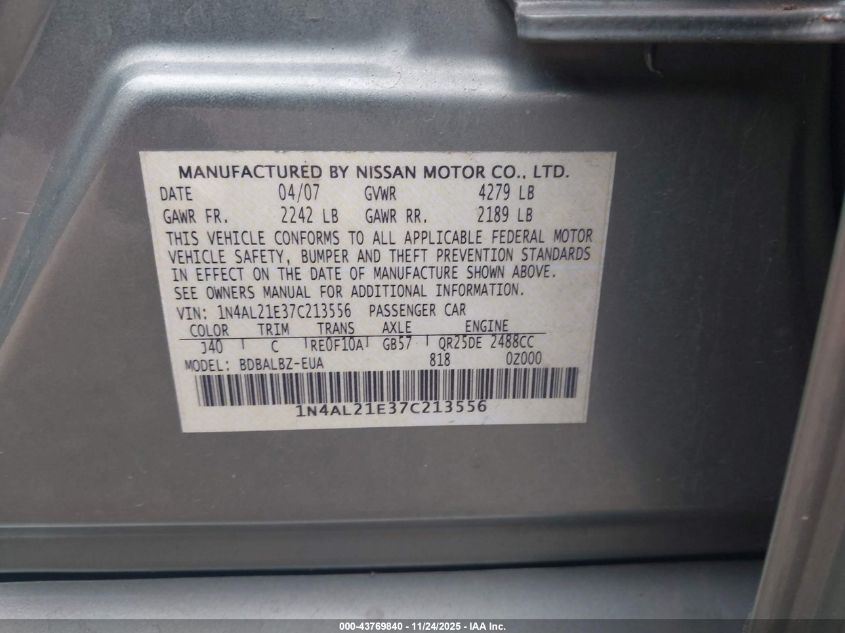 MANUFACTURED BY NISSAN MOTOR CO., LTD.
DATE 04/07 GVWR 4279 LB
GAWR FR. 2242 LB GAWR RR. 2189 LB
THIS VEHICLE CONFORMS TO ALL APPLICABLE FEDERAL MOTOR
VEHICLE SAFETY, BUMPER AND THEFT PREVENTION STANDARDS
IN EFFECT ON THE DATE OF MANUFACTURE SHOWN ABOVE.
SEE OWNERS MANUAL FOR ADDITIONAL INFORMATION.
VIN: 1N4AL21E37C213556 PASSENGER CAR
COLOR TRIM TRANS AXLE ENGINE
J40 C RE0F10A GB57 QR25DE 2488CC
MODEL: BDBALBZ-EUA 818 0Z000
1N4AL21E37C213556
000-43769840 - 11/24/2025 - IAA Inc.